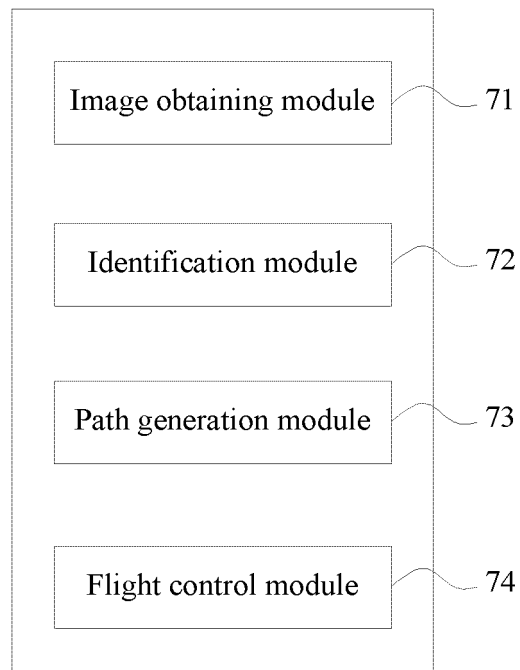 Image obtaining module 71
Identification module 72
Path generation module 73
Flight control module 74